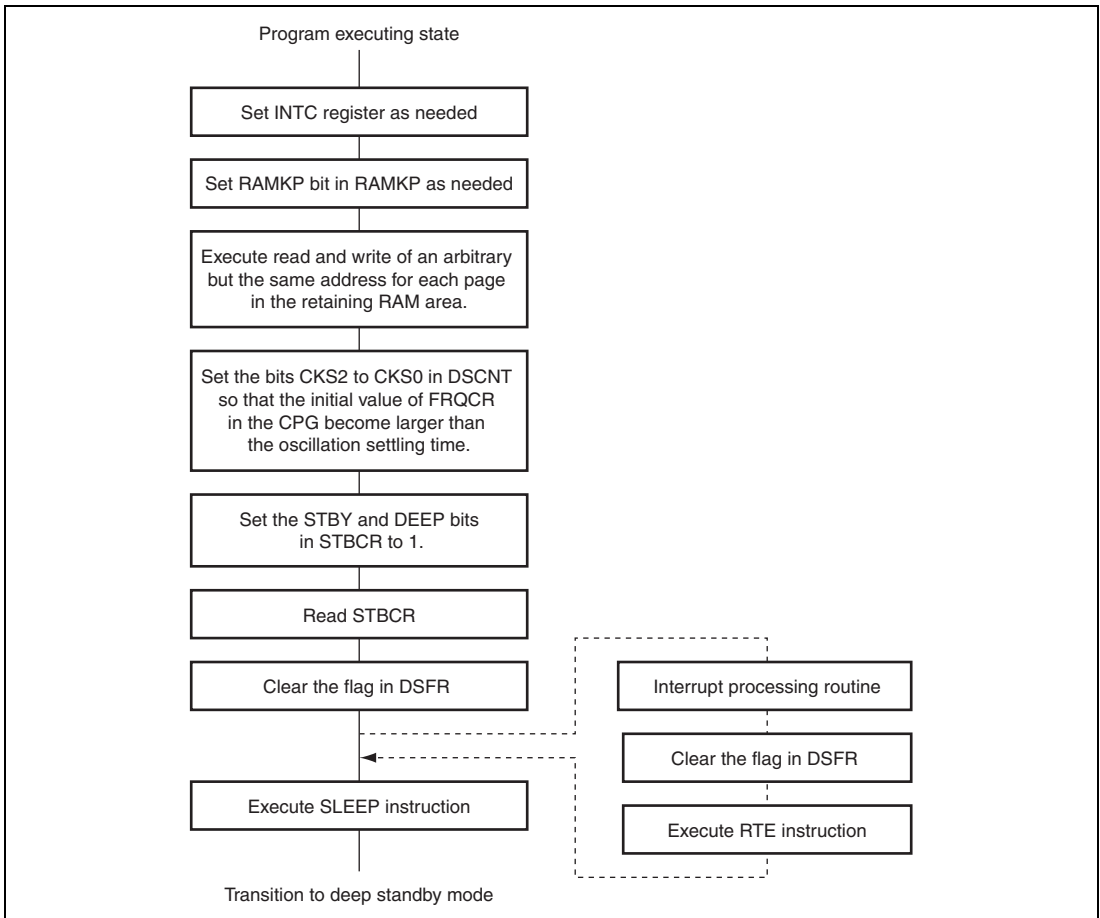 Program executing state
Set INTC register as needed
Set RAMKP bit in RAMKP as needed
Execute read and write of an arbitrary
but the same address for each page
in the retaining RAM area.
Set the bits CKS2 to CKS0 in DSCNT
so that the initial value of FRQCR
in the CPG become larger than
the oscillation settling time.
Set the STBY and DEEP bits
in STBCR to 1.
Read STBCR
Clear the flag in DSFR
Interrupt processing routine
Clear the flag in DSFR
Execute RTE instruction
Execute SLEEP instruction
Transition to deep standby mode